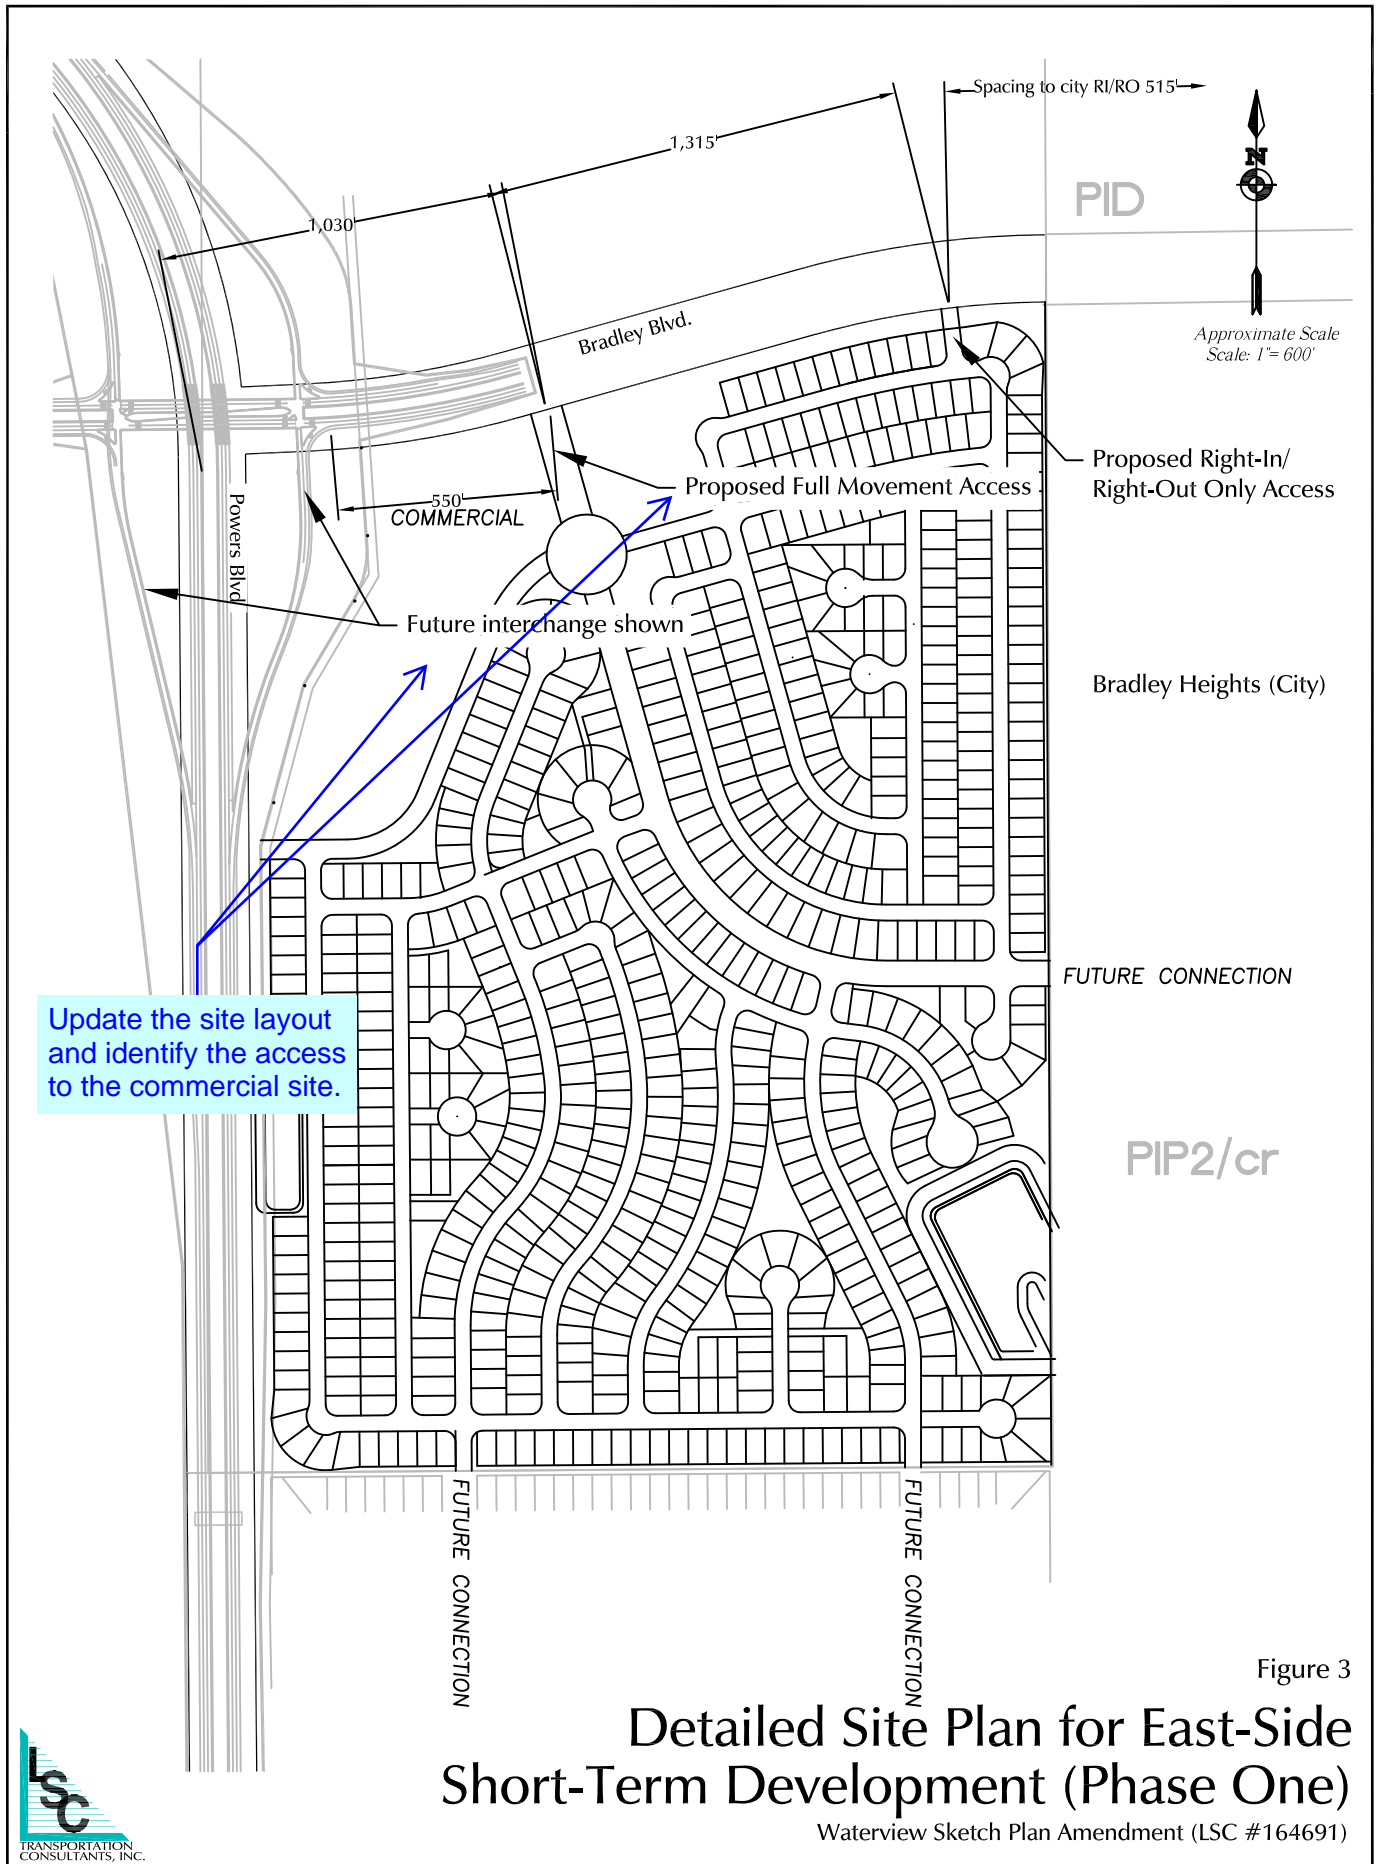 Spacing to city RI/RO 515'
1,315'
1,030'
N
PID
Approximate Scale
Scale: 1"= 600'
Bradley Blvd.
Proposed Right-In/
Right-Out Only Access
Proposed Full Movement Access
550'
COMMERCIAL
Powers Blvd
Future interchange shown
Bradley Heights (City)
FUTURE CONNECTION
Update the site layout
and identify the access
to the commercial site.
PIP2/cr
FUTURE CONNECTION
FUTURE CONNECTION
Figure 3
Detailed Site Plan for East-Side
Short-Term Development (Phase One)
Waterview Sketch Plan Amendment (LSC #164691)
LSC
TRANSPORTATION
CONSULTANTS, INC.